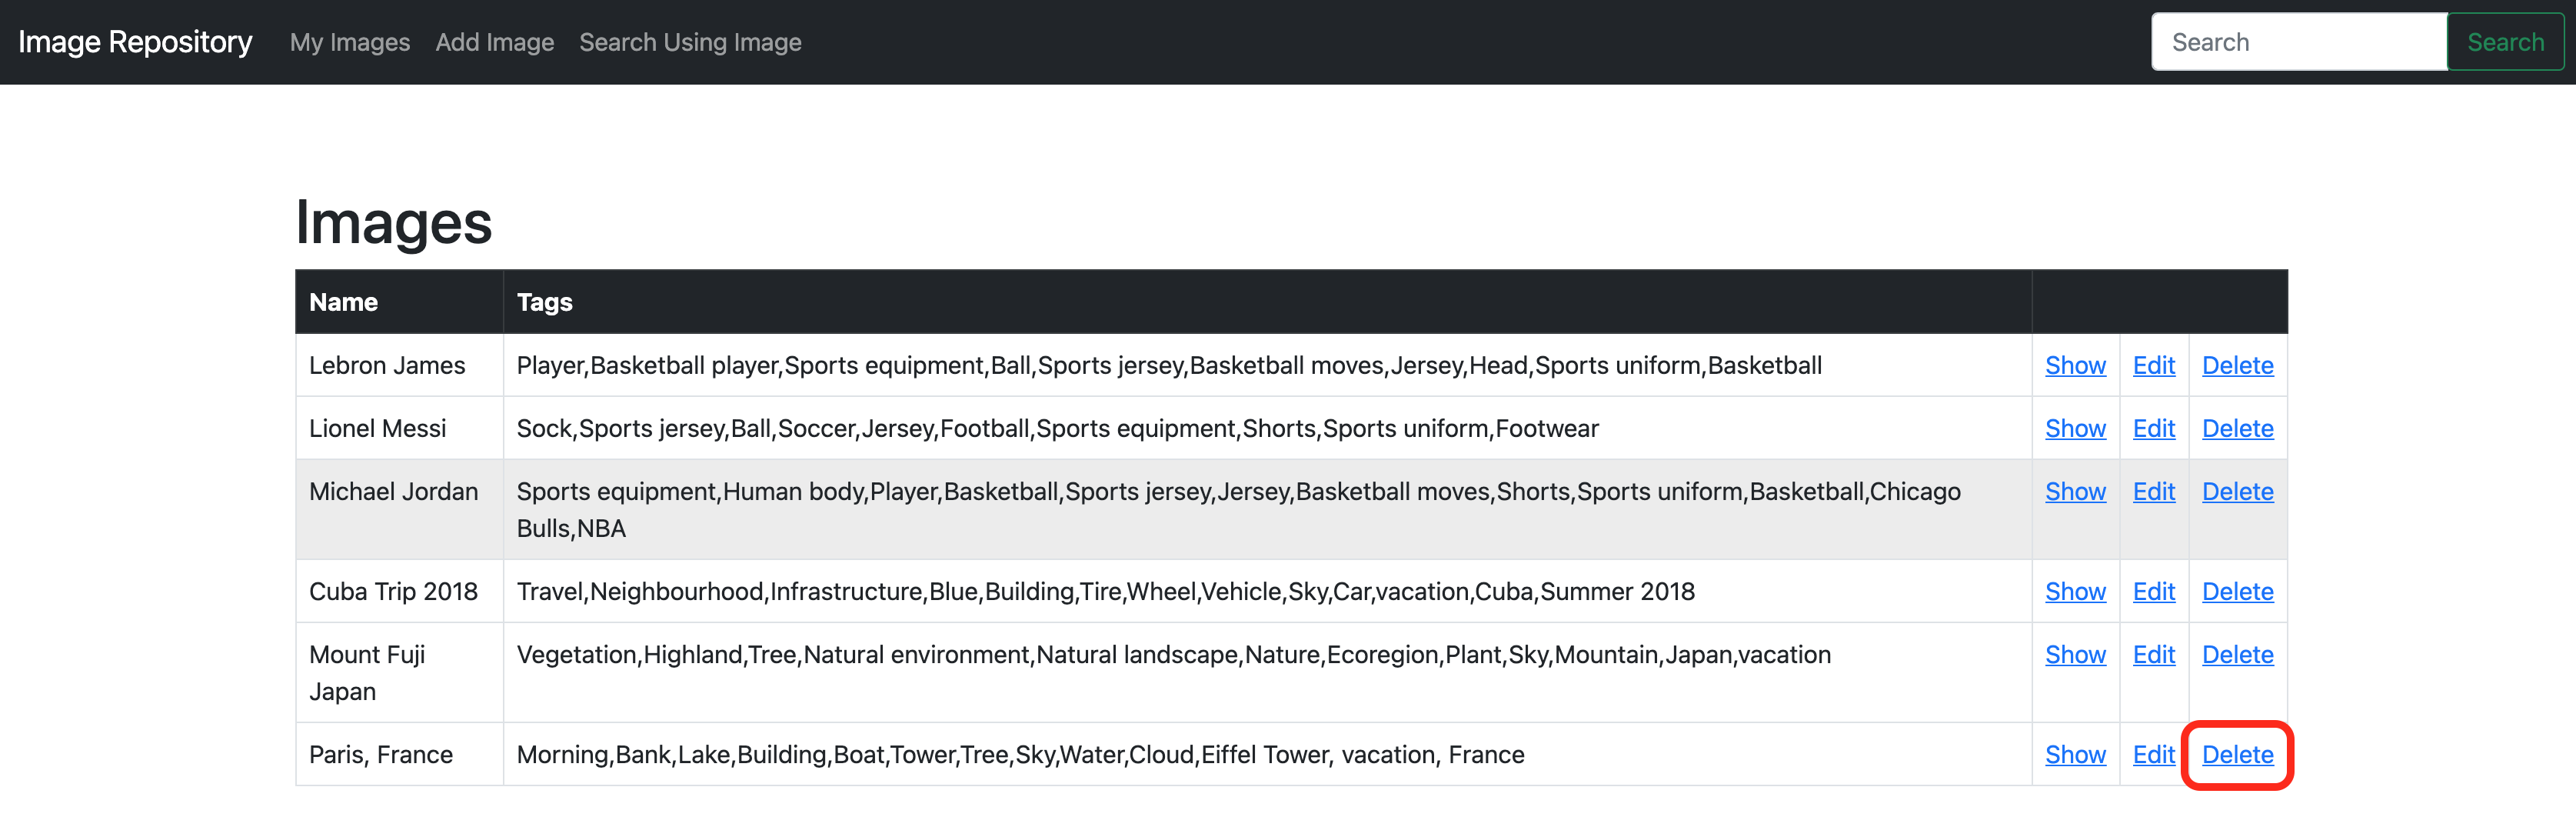 Image Repository My Images Add Image Search Using Image Search Search
Images
Name Tags
Lebron James Player,Basketball player,Sports equipment,Ball,Sports jersey,Basketball moves,Jersey,Head,Sports uniform,Basketball Show Edit Delete
Lionel Messi Sock,Sports jersey,Ball,Soccer,Jersey,Football,Sports equipment,Shorts,Sports uniform,Footwear Show Edit Delete
Michael Jordan Sports equipment,Human body,Player,Basketball,Sports jersey,Jersey,Basketball moves,Shorts,Sports uniform,Basketball,Chicago Show Edit Delete
Bulls,NBA
Cuba Trip 2018 Travel,Neighbourhood,Infrastructure,Blue,Building,Tire,Wheel,Vehicle,Sky,Car,vacation,Cuba,Summer 2018 Show Edit Delete
Mount Fuji Vegetation,Highland,Tree,Natural environment,Natural landscape,Nature,Ecoregion,Plant,Sky,Mountain,Japan,vacation Show Edit Delete
Japan
Paris, France Morning,Bank,Lake,Building,Boat,Tower,Tree,Sky,Water,Cloud,Eiffel Tower, vacation, France Show Edit Delete